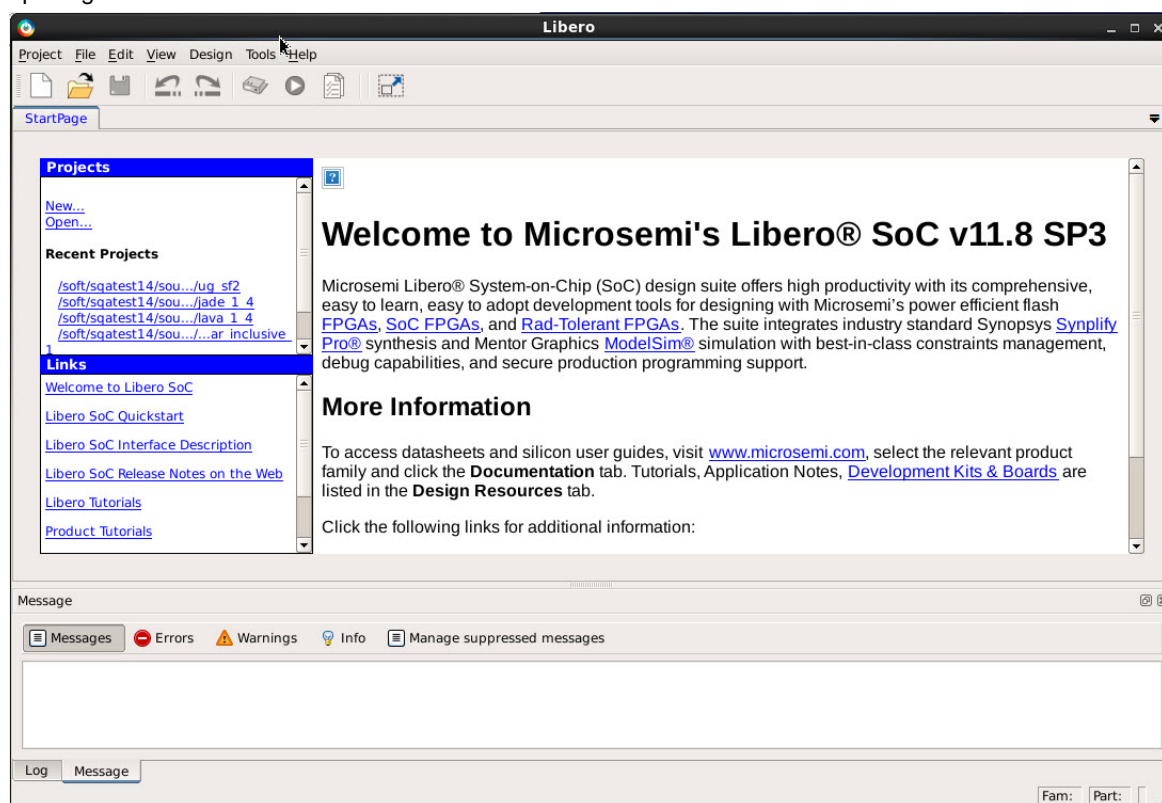 Libero
Project File Edit View Design Tools Help
StartPage
Projects
New...
Open...
Recent Projects
/soft/sqatest14/sou.../ug_sf2
/soft/sqatest14/sou.../jade_1_4
/soft/sqatest14/sou.../lava_1_4
/soft/sqatest14/sou.../...ar_inclusive_
1
Links
Welcome to Libero SoC
Libero SoC Quickstart
Libero SoC Interface Description
Libero SoC Release Notes on the Web
Libero Tutorials
Product Tutorials
Welcome to Microsemi's Libero® SoC v11.8 SP3
Microsemi Libero® System-on-Chip (SoC) design suite offers high productivity with its comprehensive,
easy to learn, easy to adopt development tools for designing with Microsemi's power efficient flash
FPGAs, SoC FPGAs, and Rad-Tolerant FPGAs. The suite integrates industry standard Synopsys Synplify
Pro® synthesis and Mentor Graphics ModelSim® simulation with best-in-class constraints management,
debug capabilities, and secure production programming support.
More Information
To access datasheets and silicon user guides, visit www.microsemi.com, select the relevant product
family and click the Documentation tab. Tutorials, Application Notes, Development Kits & Boards are
listed in the Design Resources tab.
Click the following links for additional information:
Message
Messages Errors Warnings Info Manage suppressed messages
Log Message
Fam: Part: